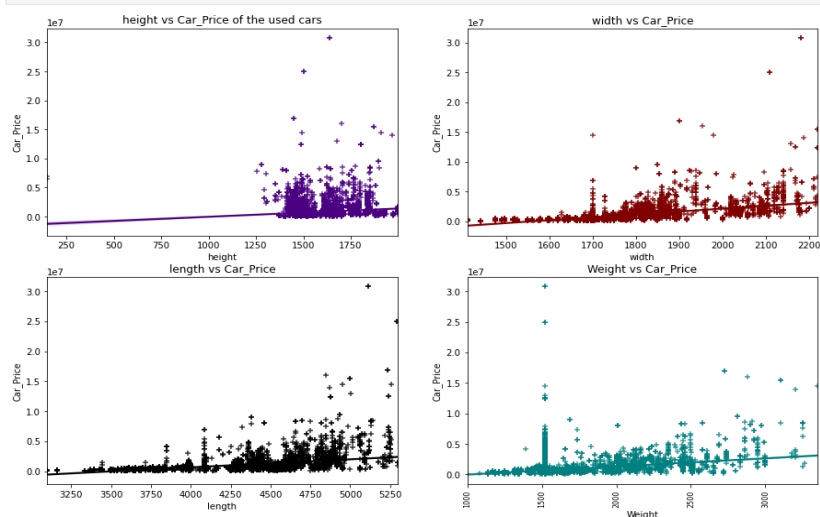 height vs Car_Price of the used cars
1e7
3.0
2.5
2.0
1.5
1.0
0.5
0.0
Car_Price
250 500 750 1000 1250 1500 1750
height
width vs Car_Price
1e7
3.0
2.5
2.0
1.5
1.0
0.5
0.0
Car_Price
1500 1600 1700 1800 1900 2000 2100 2200
width
length vs Car_Price
1e7
3.0
2.5
2.0
1.5
1.0
0.5
0.0
Car_Price
3250 3500 3750 4000 4250 4500 4750 5000 5250
length
Weight vs Car_Price
1e7
3.0
2.5
2.0
1.5
1.0
0.5
0.0
Car_Price
1000 1500 2000 2500 3000
Weight